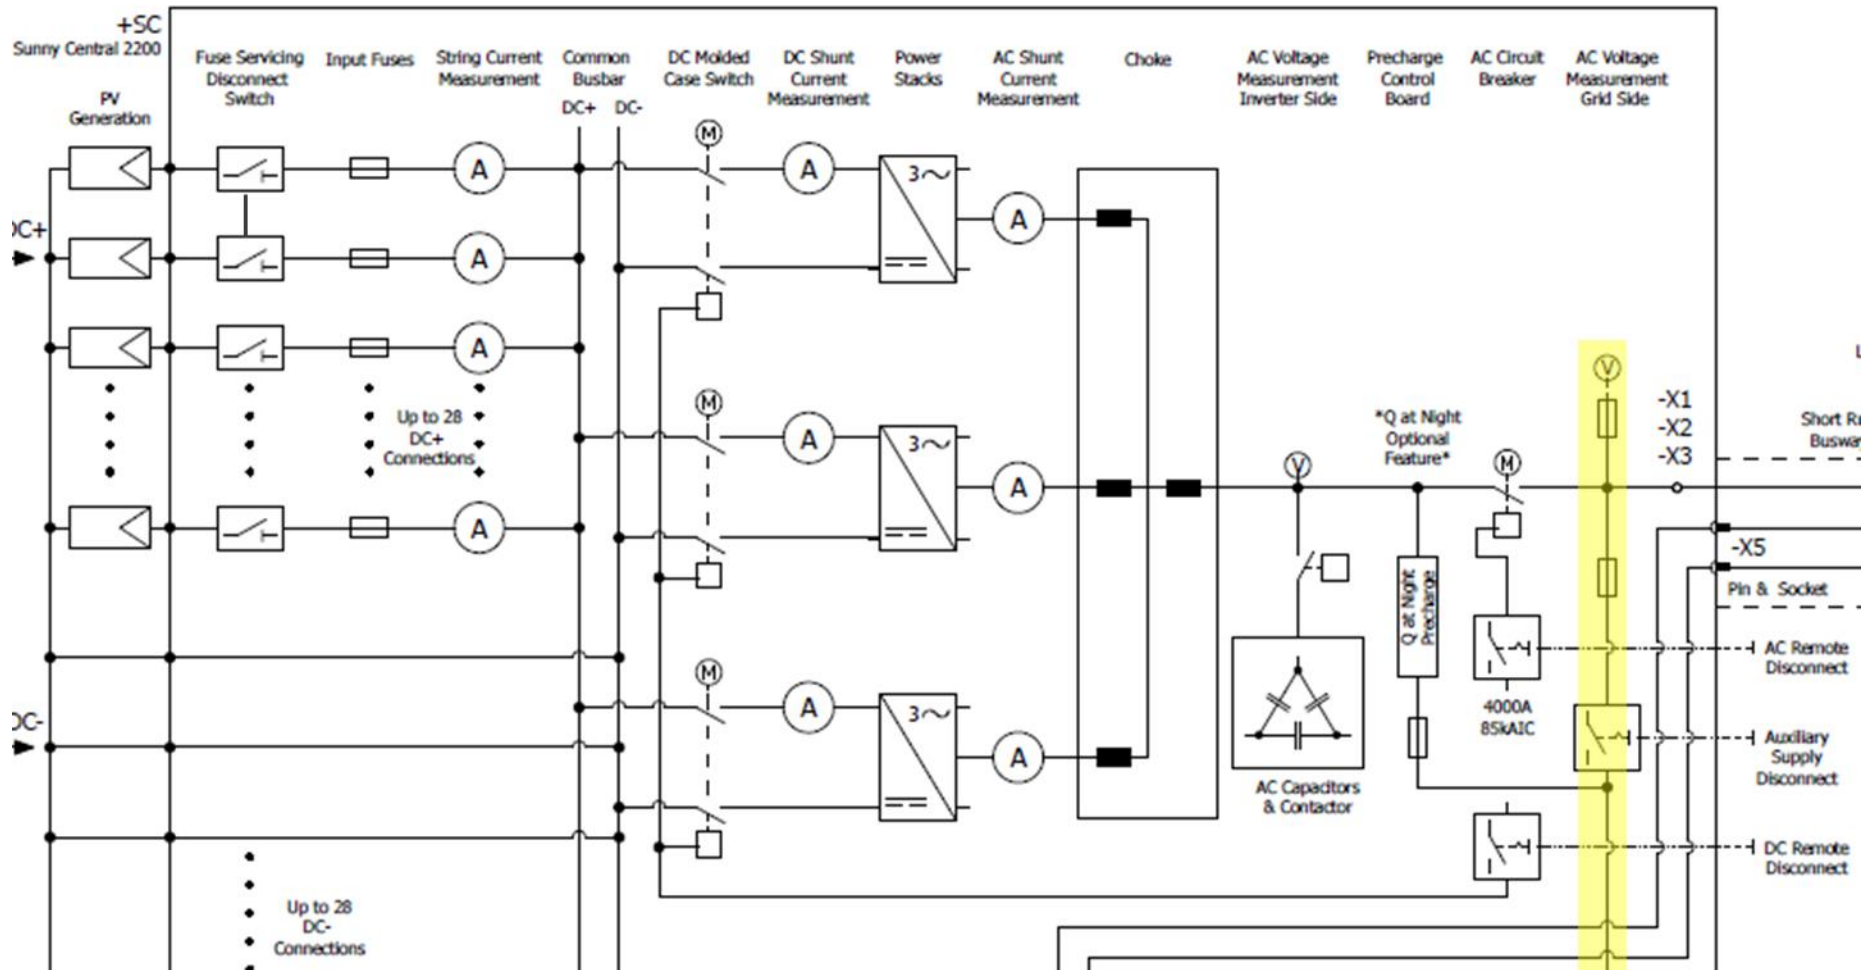 +SC
Sunny Central 2200
PV
Generation
Fuse Servicing
Disconnect
Switch
Input Fuses
String Current
Measurement
Common
Busbar
DC+ DC-
DC Molded
Case Switch
DC Shunt
Current
Measurement
Power
Stacks
AC Shunt
Current
Measurement
Choke
AC Voltage
Measurement
Inverter Side
Precharge
Control
Board
AC Circuit
Breaker
AC Voltage
Measurement
Grid Side
M
A
A
3
A
DC+
A
A
Up to 28
DC+
Connections
M
A
3
A
V
*Q at Night
Optional
Feature*
M
V
-X1
-X2
-X3
Short
-X5
Pin & Socket
A
Q at Night
Precharge
AC Remote
Disconnect
4000A
85kAIC
M
A
3
A
DC-
AC Capacitors
& Contactor
Auxiliary
Supply
Disconnect
DC Remote
Disconnect
Up to 28
DC-
Connections